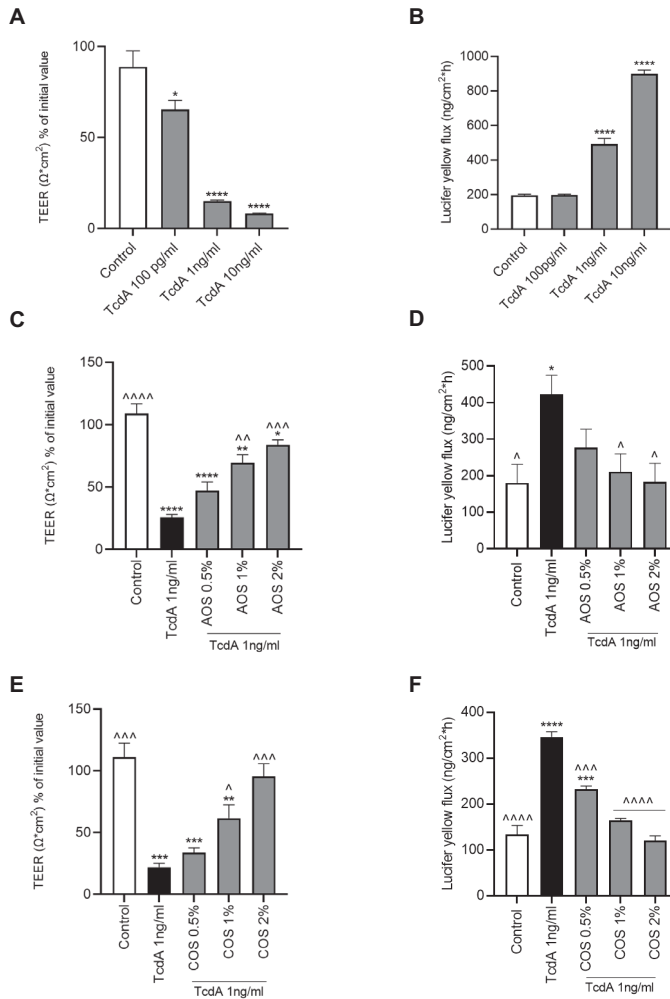 A
TEER (Ω*cm²) % of initial value
100
50
0
*
****
****
Control
TcdA 100 pg/ml
TcdA 1ng/ml
TcdA 10ng/ml
B
Lucifer yellow flux (ng/cm²*h)
1000
800
600
400
200
0
****
****
Control
TcdA 100pg/ml
TcdA 1ng/ml
TcdA 10ng/ml
C
TEER (Ω*cm²) % of initial value
150
100
50
0
^^^^
****
****
^^
**
^^^
*
Control
TcdA 1ng/ml
AOS 0.5%
AOS 1%
AOS 2%
TcdA 1ng/ml
D
Lucifer yellow flux (ng/cm²*h)
500
400
300
200
100
0
^
*
^
^
Control
TcdA 1ng/ml
AOS 0.5%
AOS 1%
AOS 2%
TcdA 1ng/ml
E
TEER (Ω*cm²) % of initial value
150
100
50
0
^^^
***
***
^
**
^^^
Control
TcdA 1ng/ml
COS 0.5%
COS 1%
COS 2%
TcdA 1ng/ml
F
Lucifer yellow flux (ng/cm²*h)
400
300
200
100
0
^^^^
****
^^^
***
^^^^
Control
TcdA 1ng/ml
COS 0.5%
COS 1%
COS 2%
TcdA 1ng/ml